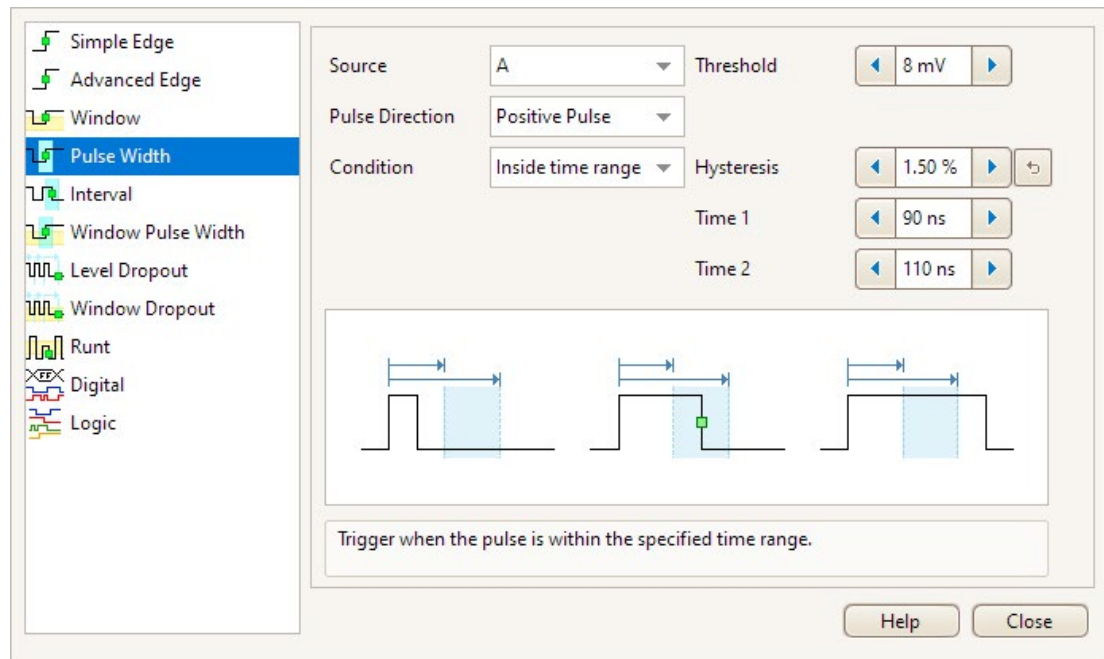 Simple Edge
Advanced Edge
Window
Pulse Width
Interval
Window Pulse Width
Level Dropout
Window Dropout
Runt
FF Digital
Logic
Source A Threshold 8 mV
Pulse Direction Positive Pulse
Condition Inside time range Hysteresis 1.50 %
Time 1 90 ns
Time 2 110 ns
Trigger when the pulse is within the specified time range.
Help Close